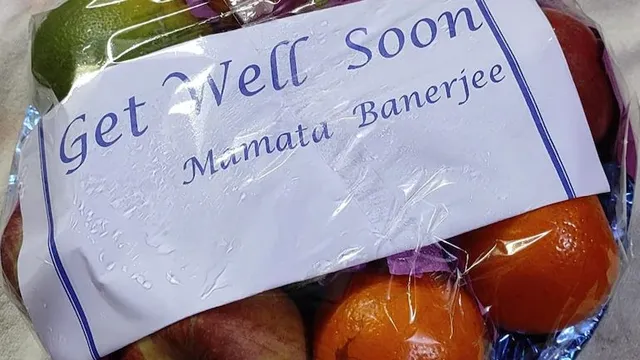 Get Well Soon
Mamata Banerjee